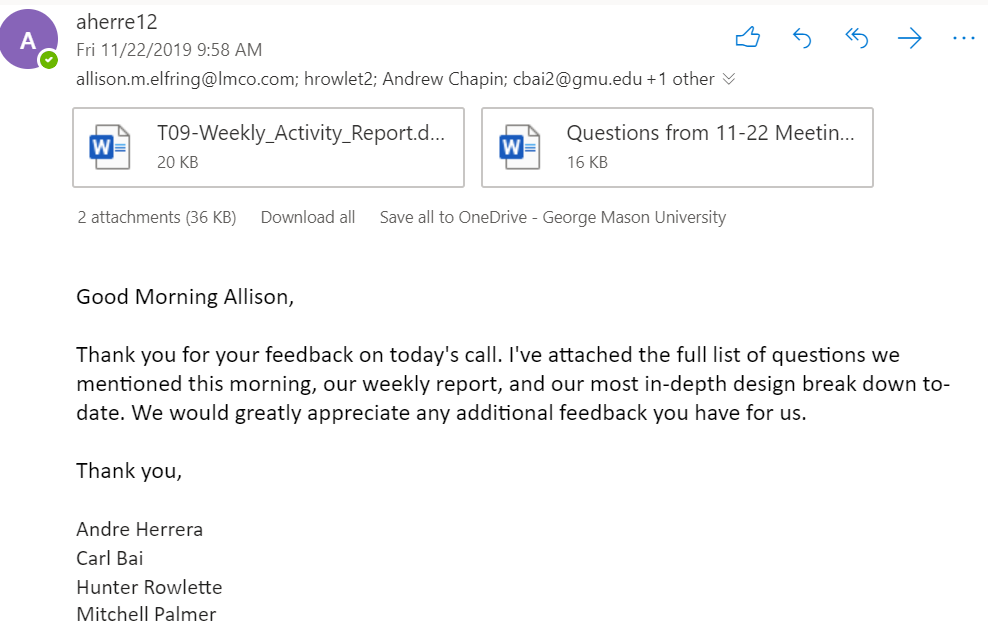 A
aherre12
Fri 11/22/2019 9:58 AM
allison.m.elfring@lmco.com; hrowlet2; Andrew Chapin; cbai2@gmu.edu +1 other
W
T09-Weekly_Activity_Report.d...
20 KB
W
Questions from 11-22 Meetin...
16 KB
2 attachments (36 KB) Download all Save all to OneDrive - George Mason University
Good Morning Allison,
Thank you for your feedback on today's call. I've attached the full list of questions we
mentioned this morning, our weekly report, and our most in-depth design break down to-
date. We would greatly appreciate any additional feedback you have for us.
Thank you,
Andre Herrera
Carl Bai
Hunter Rowlette
Mitchell Palmer